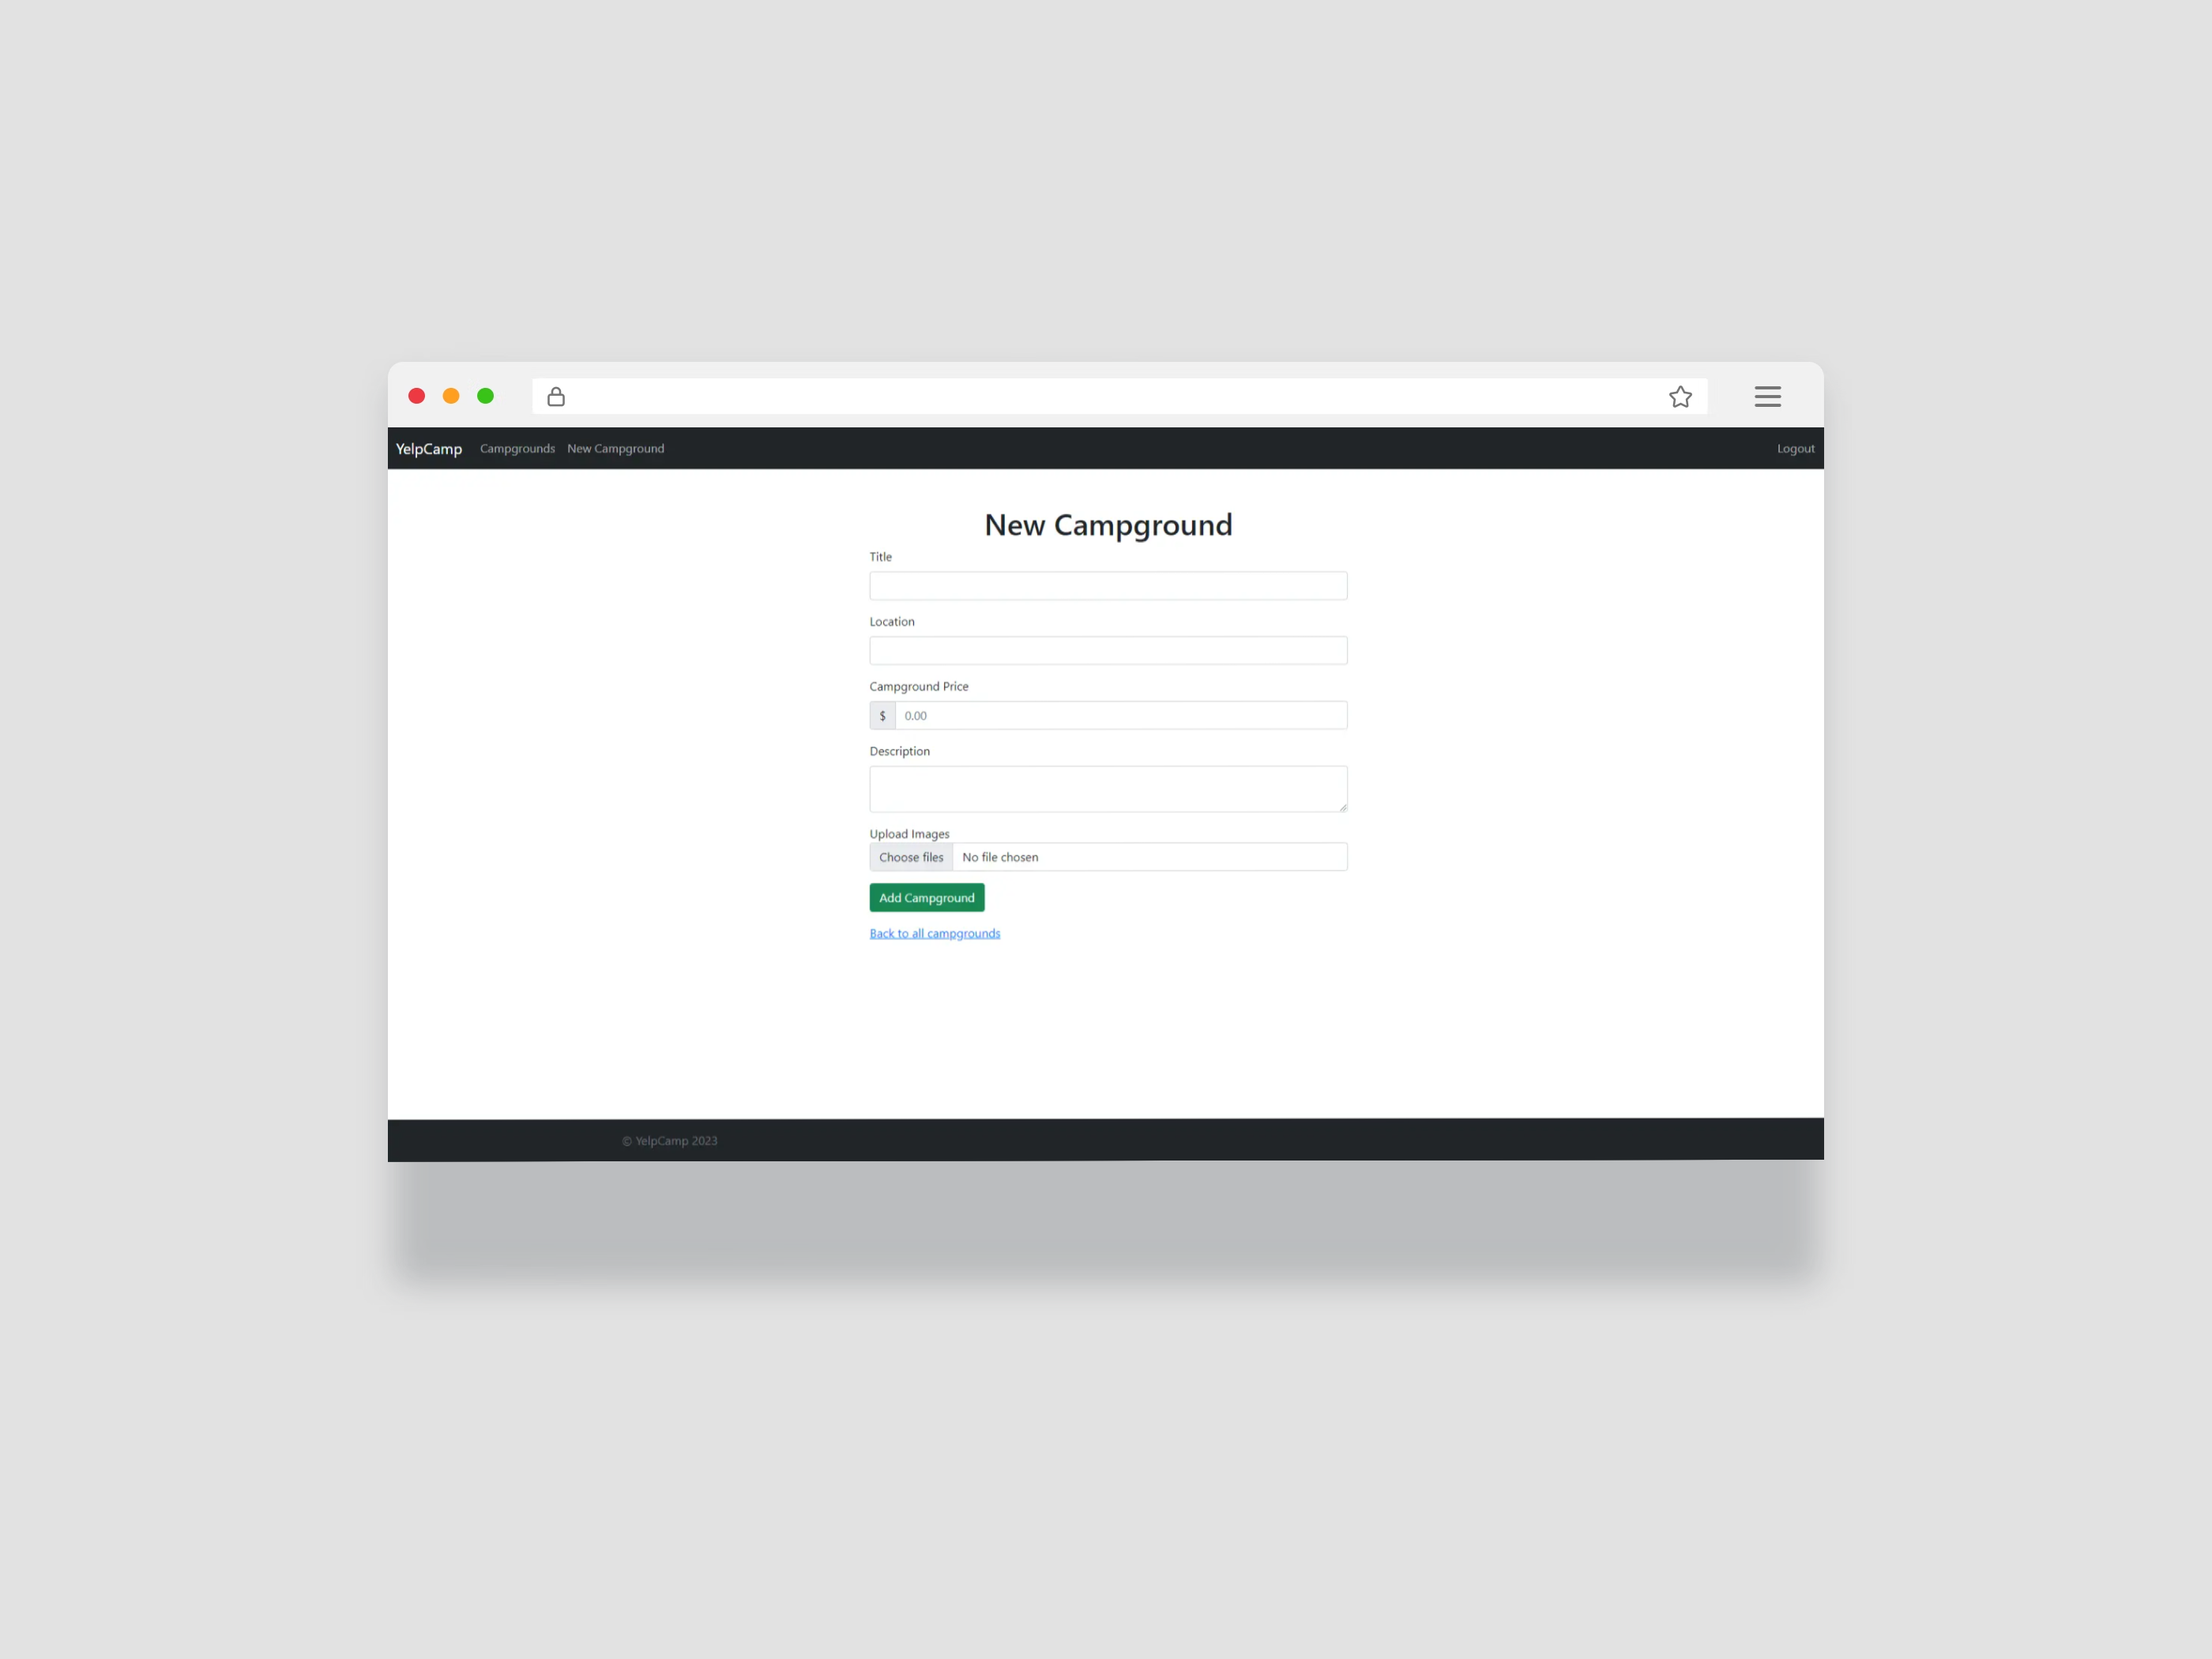 YelpCamp Campgrounds New Campground Logout
New Campground
Title
Location
Campground Price
$ 0.00
Description
Upload Images
Choose files No file chosen
Add Campground
Back to all campgrounds
© YelpCamp 2023